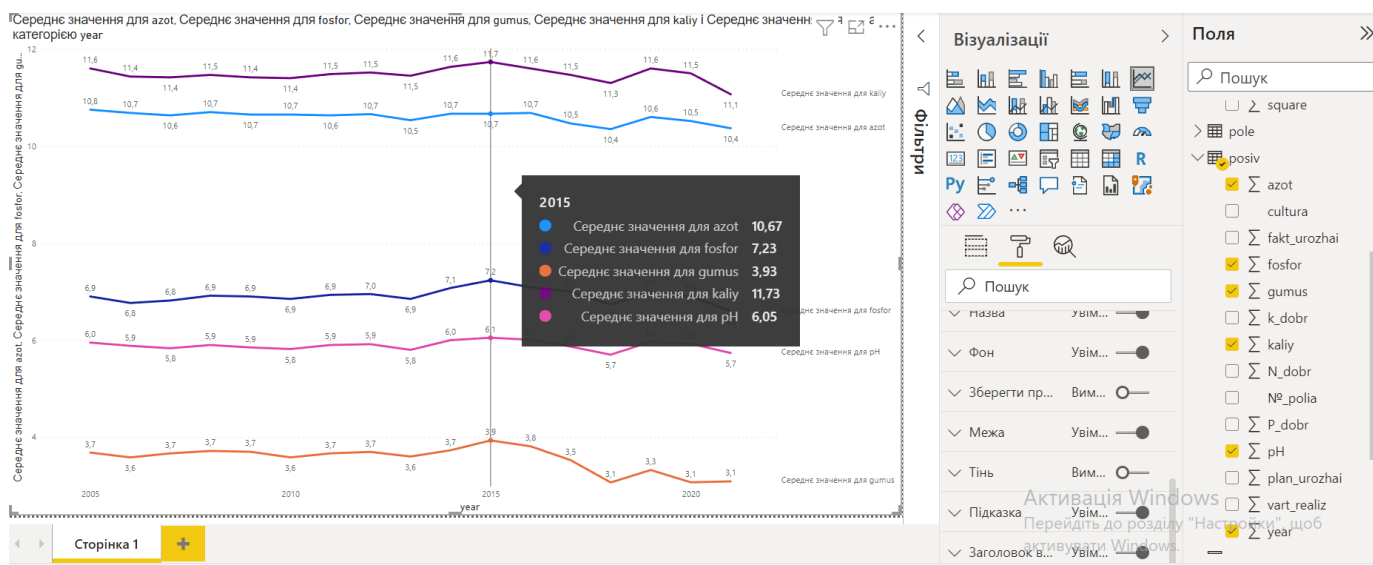 Середнє значення для azot, Середнє значення для fosfor, Середнє значення для gumus, Середнє значення для kaliy і Середнє значенн:
категорією year
Середнє значення для azot, Середнє значення для fosfor, Середнє значення для gu...
12
10
8
6
4
11,6 11,4 11,4 11,5 11,4 11,4 11,5 11,5 11,5 11,6 11,7 11,6 11,5 11,3 11,6 11,5 11,1
Середнє значення для kaliy
10,8 10,7 10,6 10,7 10,7 10,7 10,6 10,7 10,5 10,7 10,7 10,7 10,5 10,4 10,6 10,5 10,4
Середнє значення для azot
6,9 6,8 6,8 6,9 6,9 6,9 6,9 7,0 6,9 7,1 7,2
Середнє значення для fosfor
6,0 5,9 5,8 5,9 5,9 5,8 5,9 5,9 5,8 6,0 6,1 5,7 5,7
Середнє значення для pH
3,7 3,6 3,7 3,7 3,7 3,6 3,7 3,7 3,6 3,7 3,9 3,8 3,5 3,1 3,3 3,1 3,1
Середнє значення для gumus
2005 2010 2015 2020
year
2015
Середнє значення для azot 10,67
Середнє значення для fosfor 7,23
Середнє значення для gumus 3,93
Середнє значення для kaliy 11,73
Середнє значення для pH 6,05
Сторінка 1
+
Фільтри
Візуалізації
123
R
Py
Пошук
Назва Увім...
Фон Увім...
Зберегти пр... Вим...
Межа Увім...
Тінь Вим...
Підказка Увім...
Заголовок в... Увім...
Поля
Пошук
square
pole
posiv
azot
cultura
fakt_urozhai
fosfor
gumus
k_dobr
kaliy
N_dobr
№_polia
P_dobr
pH
plan_urozhai
vart_realiz
year
Активація Windows
Перейдіть до розділу "Настройки", щоб
активувати Windows.